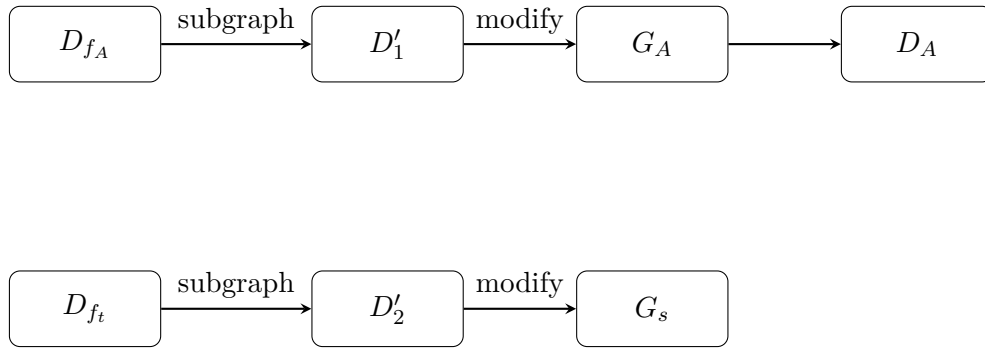 $D_{f_A}$ subgraph $D'_1$ modify $G_A$ $D_A$
$D_{f_t}$ subgraph $D'_2$ modify $G_s$